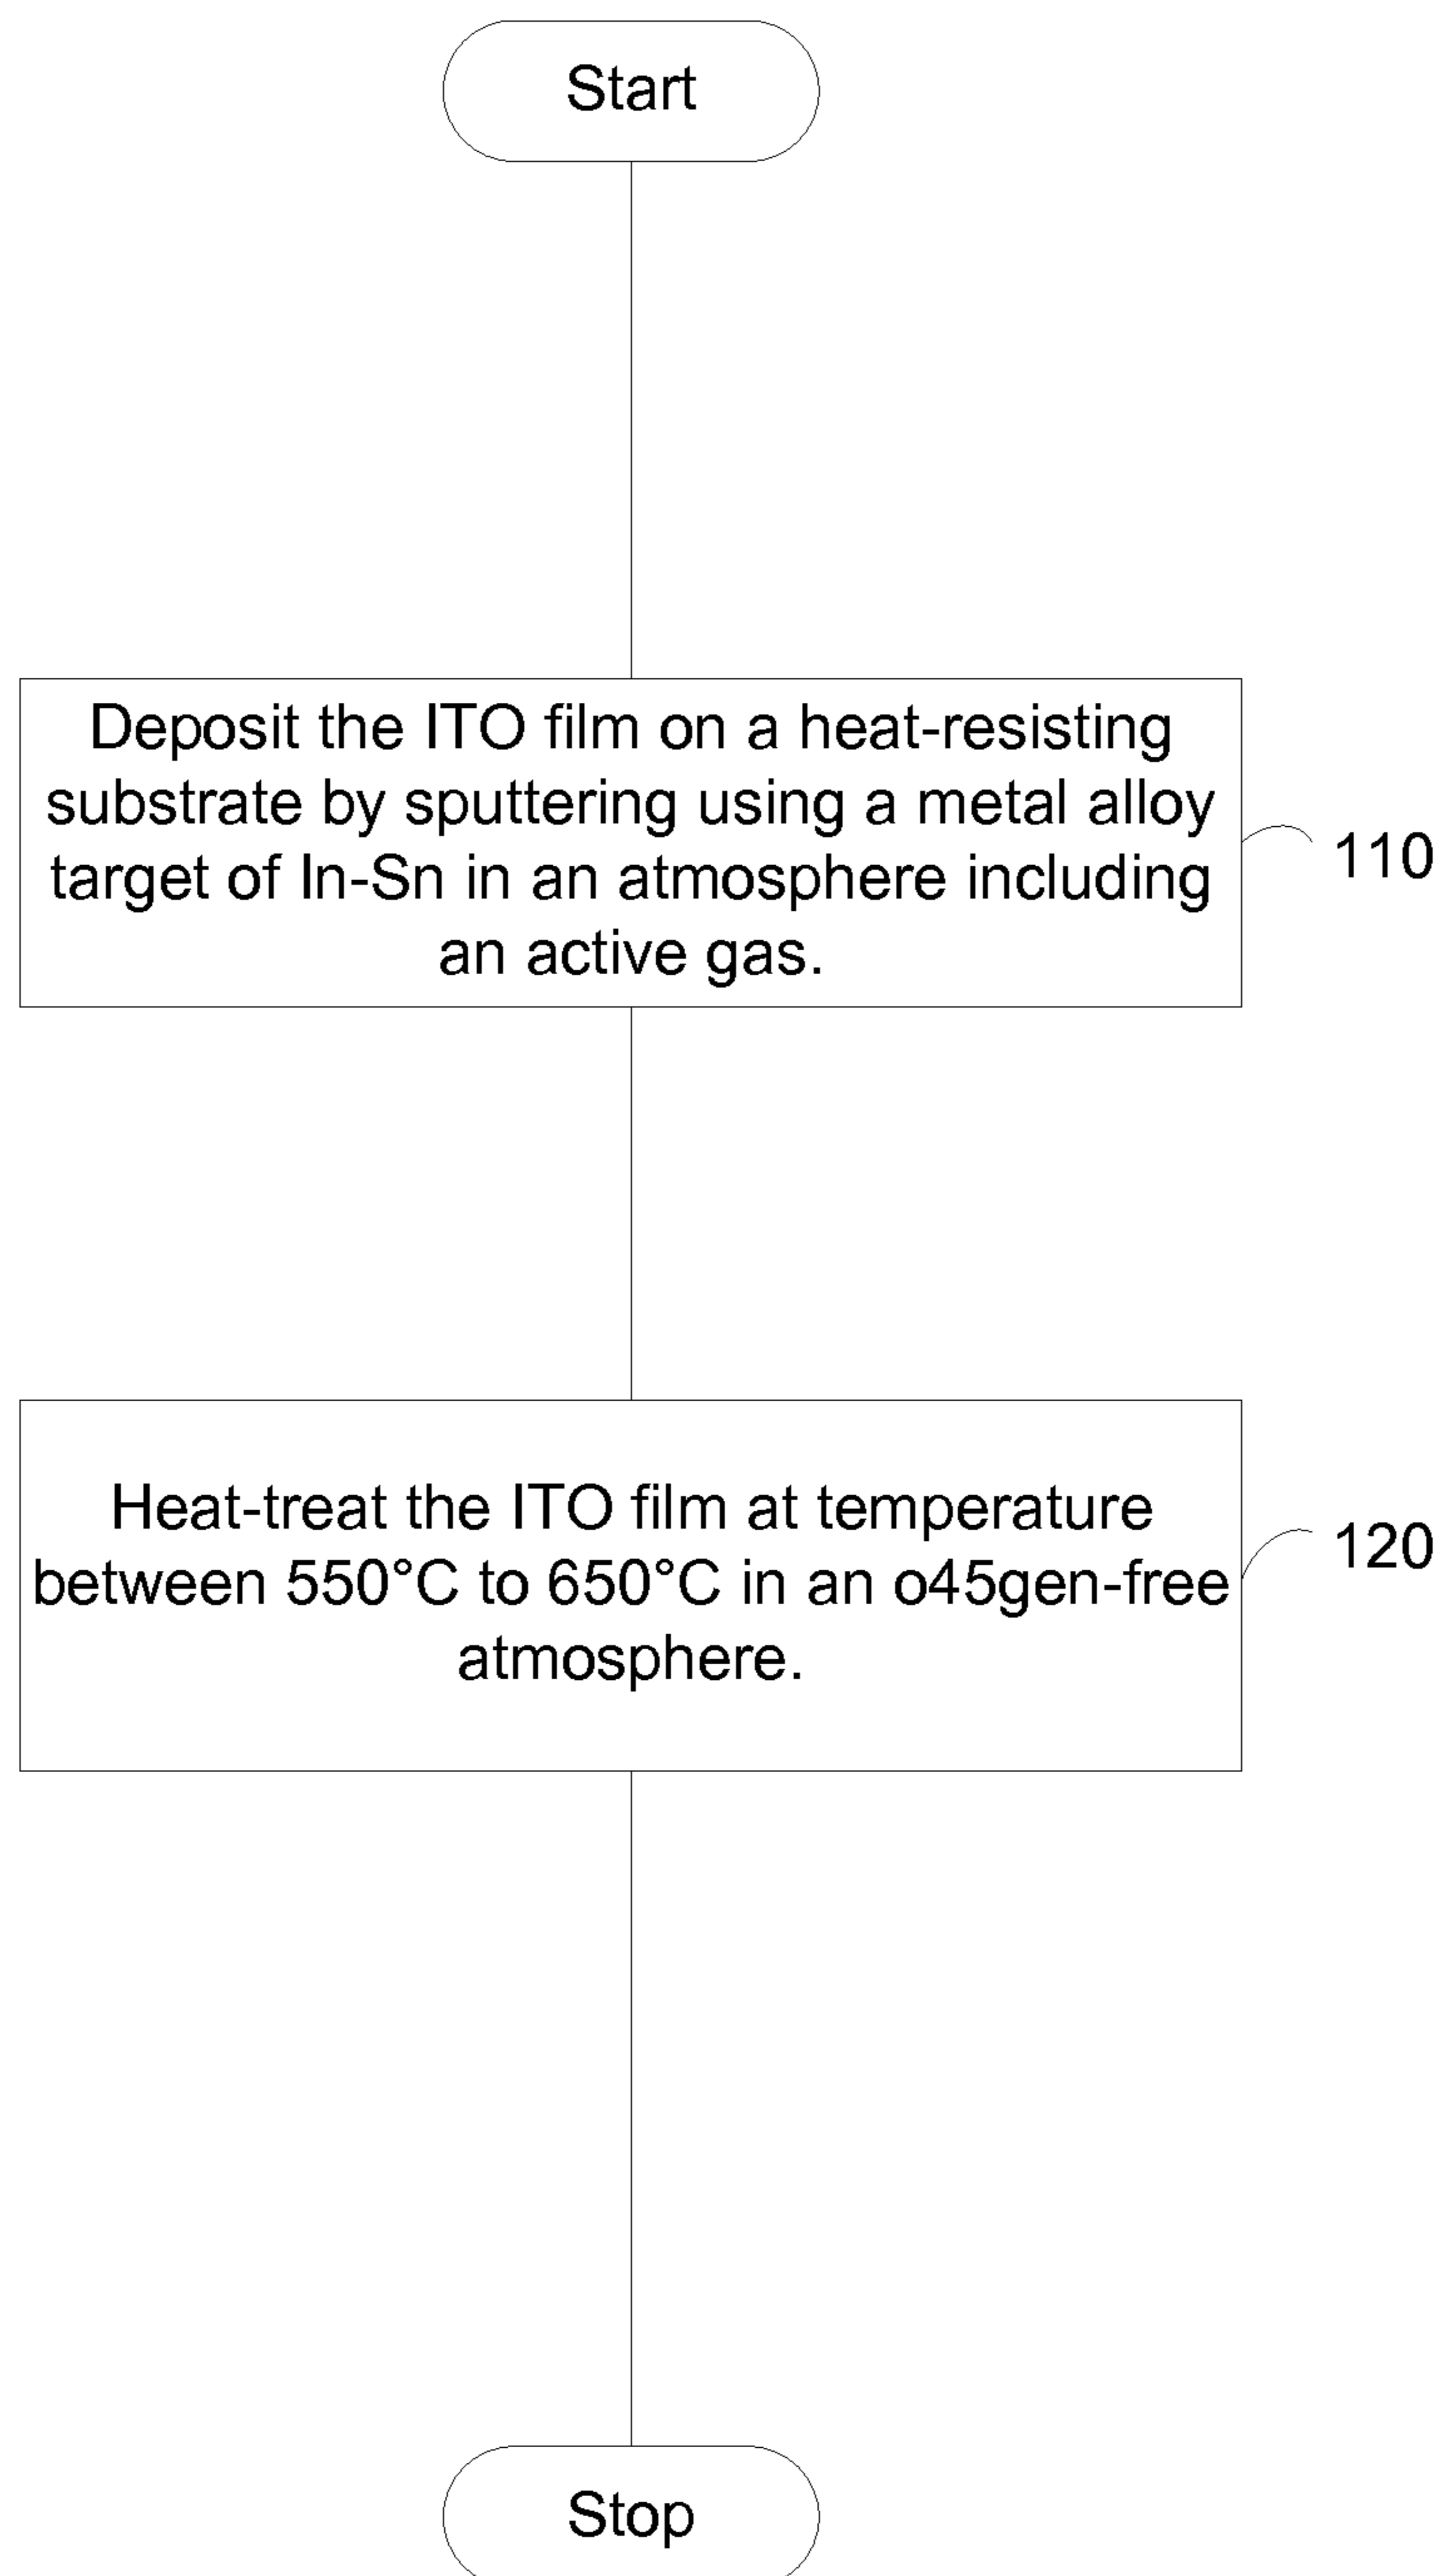 Start
Deposit the ITO film on a heat-resisting
substrate by sputtering using a metal alloy
target of In-Sn in an atmosphere including
an active gas.
110
Heat-treat the ITO film at temperature
between 550°C to 650°C in an o45gen-free
atmosphere.
120
Stop